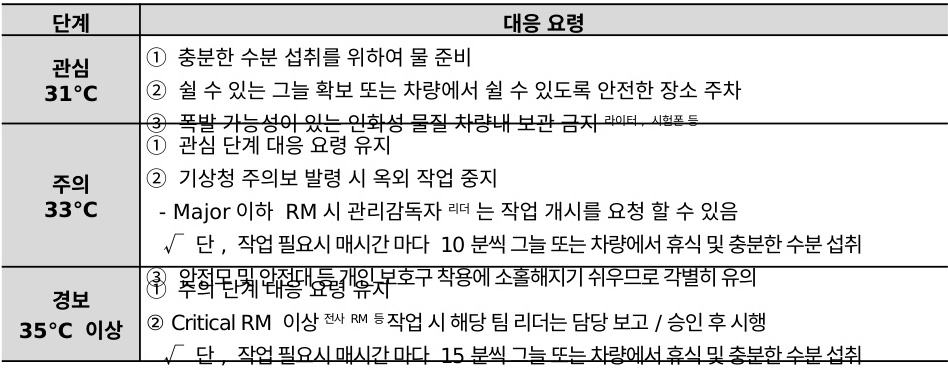 단계 대응 요령
관심
31°C
① 충분한 수분 섭취를 위하여 물 준비
② 쉴 수 있는 그늘 확보 또는 차량에서 쉴 수 있도록 안전한 장소 주차
③ 폭발 가능성이 있는 인화성 물질 차량내 보관 금지 라이터 , 시험폰 등
주의
33°C
① 관심 단계 대응 요령 유지
② 기상청 주의보 발령 시 옥외 작업 중지
- Major 이하 RM 시 관리감독자 리더 는 작업 개시를 요청 할 수 있음
√ 단 , 작업 필요시 매시간 마다 10 분씩 그늘 또는 차량에서 휴식 및 충분한 수분 섭취
③ 안전모 및 안전대 등 개인 보호구 착용에 소홀해지기 쉬우므로 각별히 유의
경보
35°C 이상
① 주의 단계 대응 요령 유지
② Critical RM 이상 전사 RM 등 작업 시 해당 팀 리더는 담당 보고 / 승인 후 시행
√ 단 , 작업 필요시 매시간 마다 15 분씩 그늘 또는 차량에서 휴식 및 충분한 수분 섭취